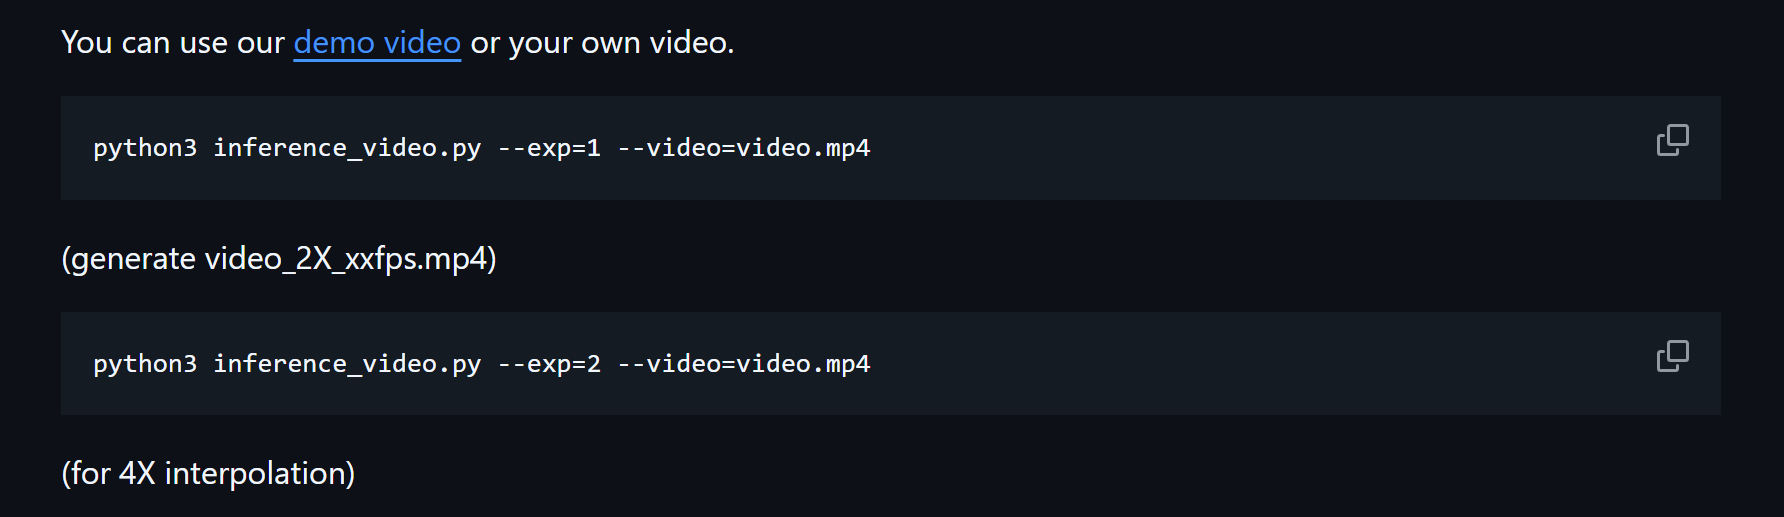 You can use our demo video or your own video.
python3 inference_video.py --exp=1 --video=video.mp4
(generate video_2X_xxfps.mp4)
python3 inference_video.py --exp=2 --video=video.mp4
(for 4X interpolation)